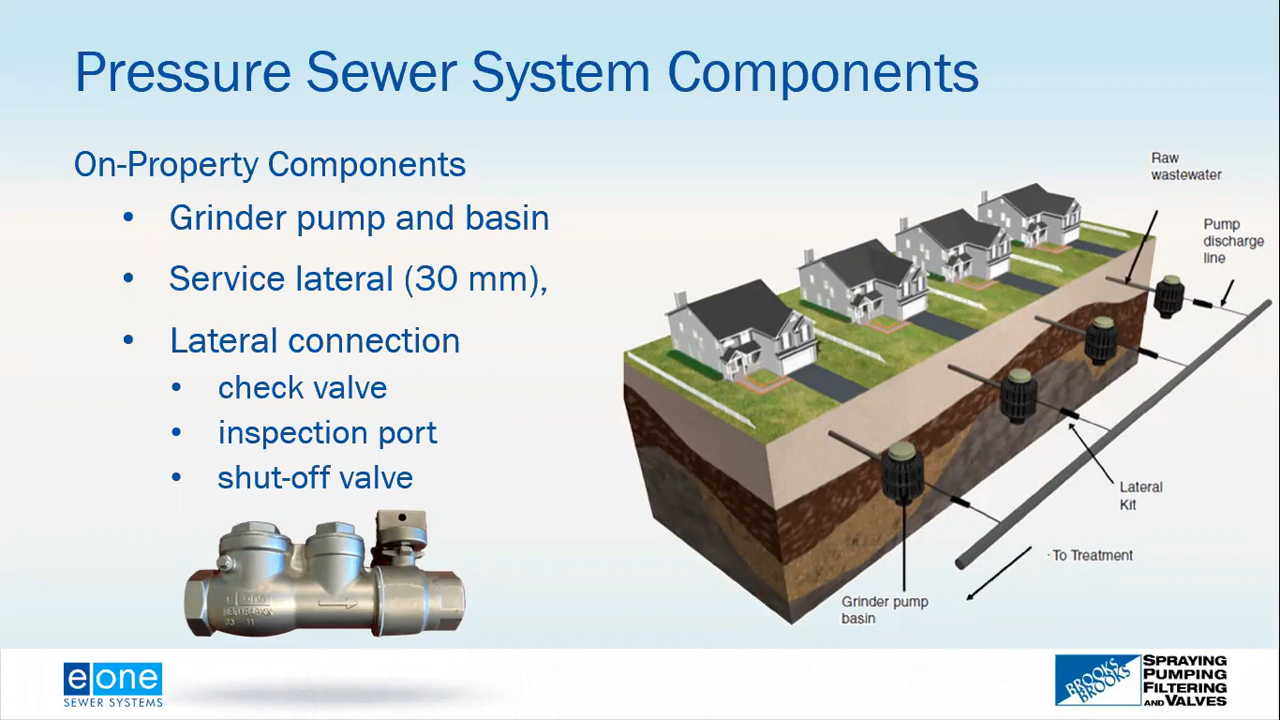 Pressure Sewer System Components
On-Property Components
• Grinder pump and basin
• Service lateral (30 mm),
• Lateral connection
• check valve
• inspection port
• shut-off valve
Raw
wastewater
Pump
discharge
line
Lateral
Kit
To Treatment
Grinder pump
basin
e one
SEWER SYSTEMS
BROOKS
BROOKS
SPRAYING
PUMPING
FILTERING
AND VALVES